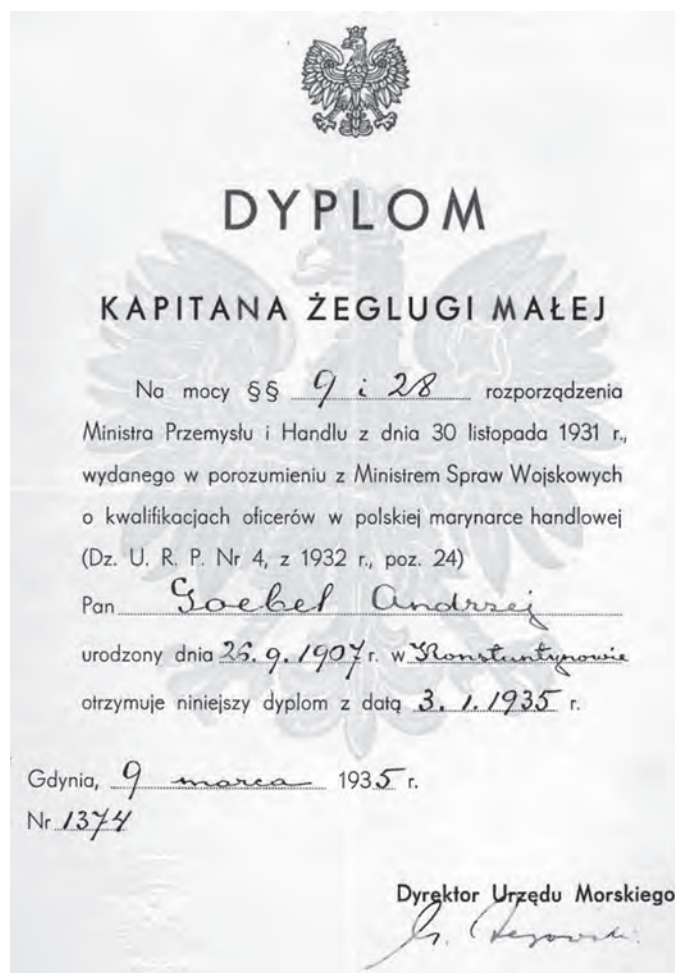 DYPLOM
KAPITANA ŻEGLUGI MAŁEJ
Na mocy §§ 9 i 28 rozporządzenia
Ministra Przemysłu i Handlu z dnia 30 listopada 1931 r.,
wydanego w porozumieniu z Ministrem Spraw Wojskowych
o kwalifikacjach oficerów w polskiej marynarce handlowej
(Dz. U. R. P. Nr 4, z 1932 r., poz. 24)
Pan Goebel Andrzej
urodzony dnia 26.9.1907 r. w Konstantynowie
otrzymuje niniejszy dyplom z datą 3.1.1935 r.
Gdynia, 9 marca 1935 r.
Nr 1374
Dyrektor Urzędu Morskiego